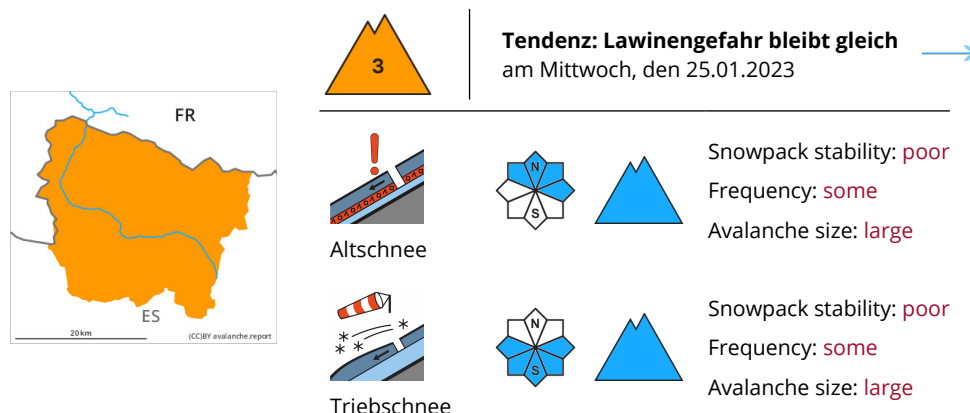 FR
ES
20 km
(CC)BY avalanche.report
3
Tendenz: Lawinengefahr bleibt gleich
am Mittwoch, den 25.01.2023
Altschnee
N
S
Snowpack stability: poor
Frequency: some
Avalanche size: large
Triebschnee
N
S
Snowpack stability: poor
Frequency: some
Avalanche size: large